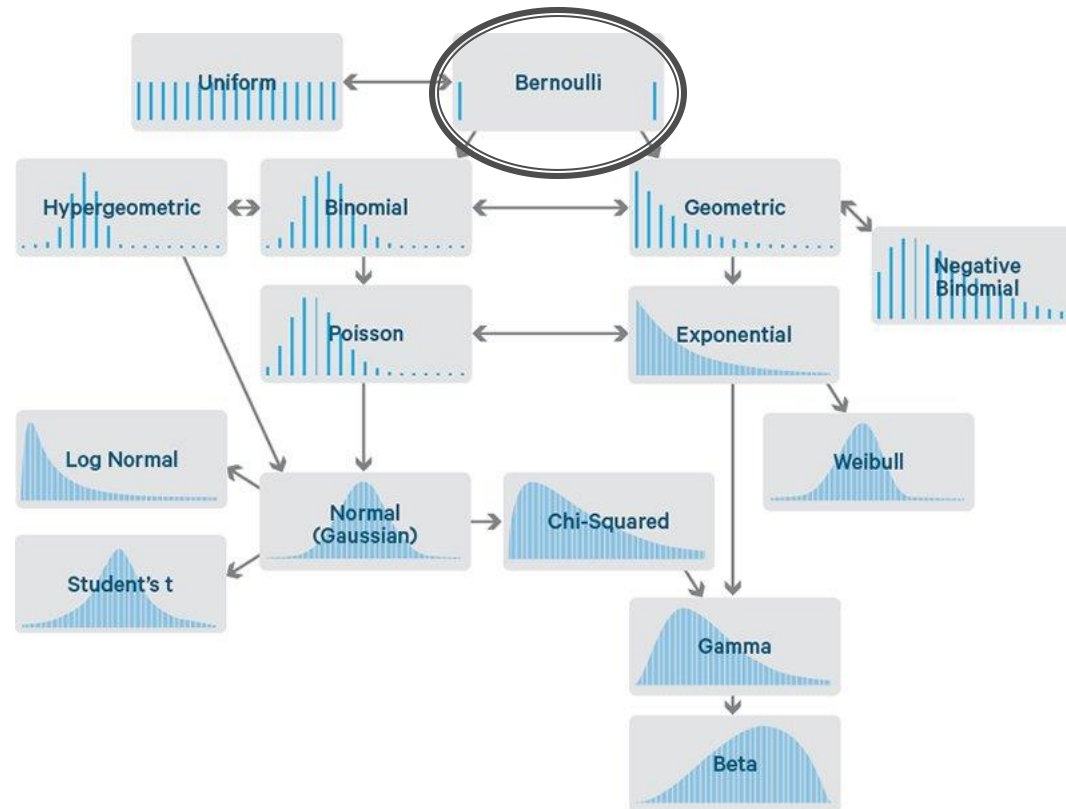 Uniform
Bernoulli
Hypergeometric
Binomial
Geometric
Negative
Binomial
Poisson
Exponential
Log Normal
Weibull
Normal
(Gaussian)
Chi-Squared
Student's t
Gamma
Beta